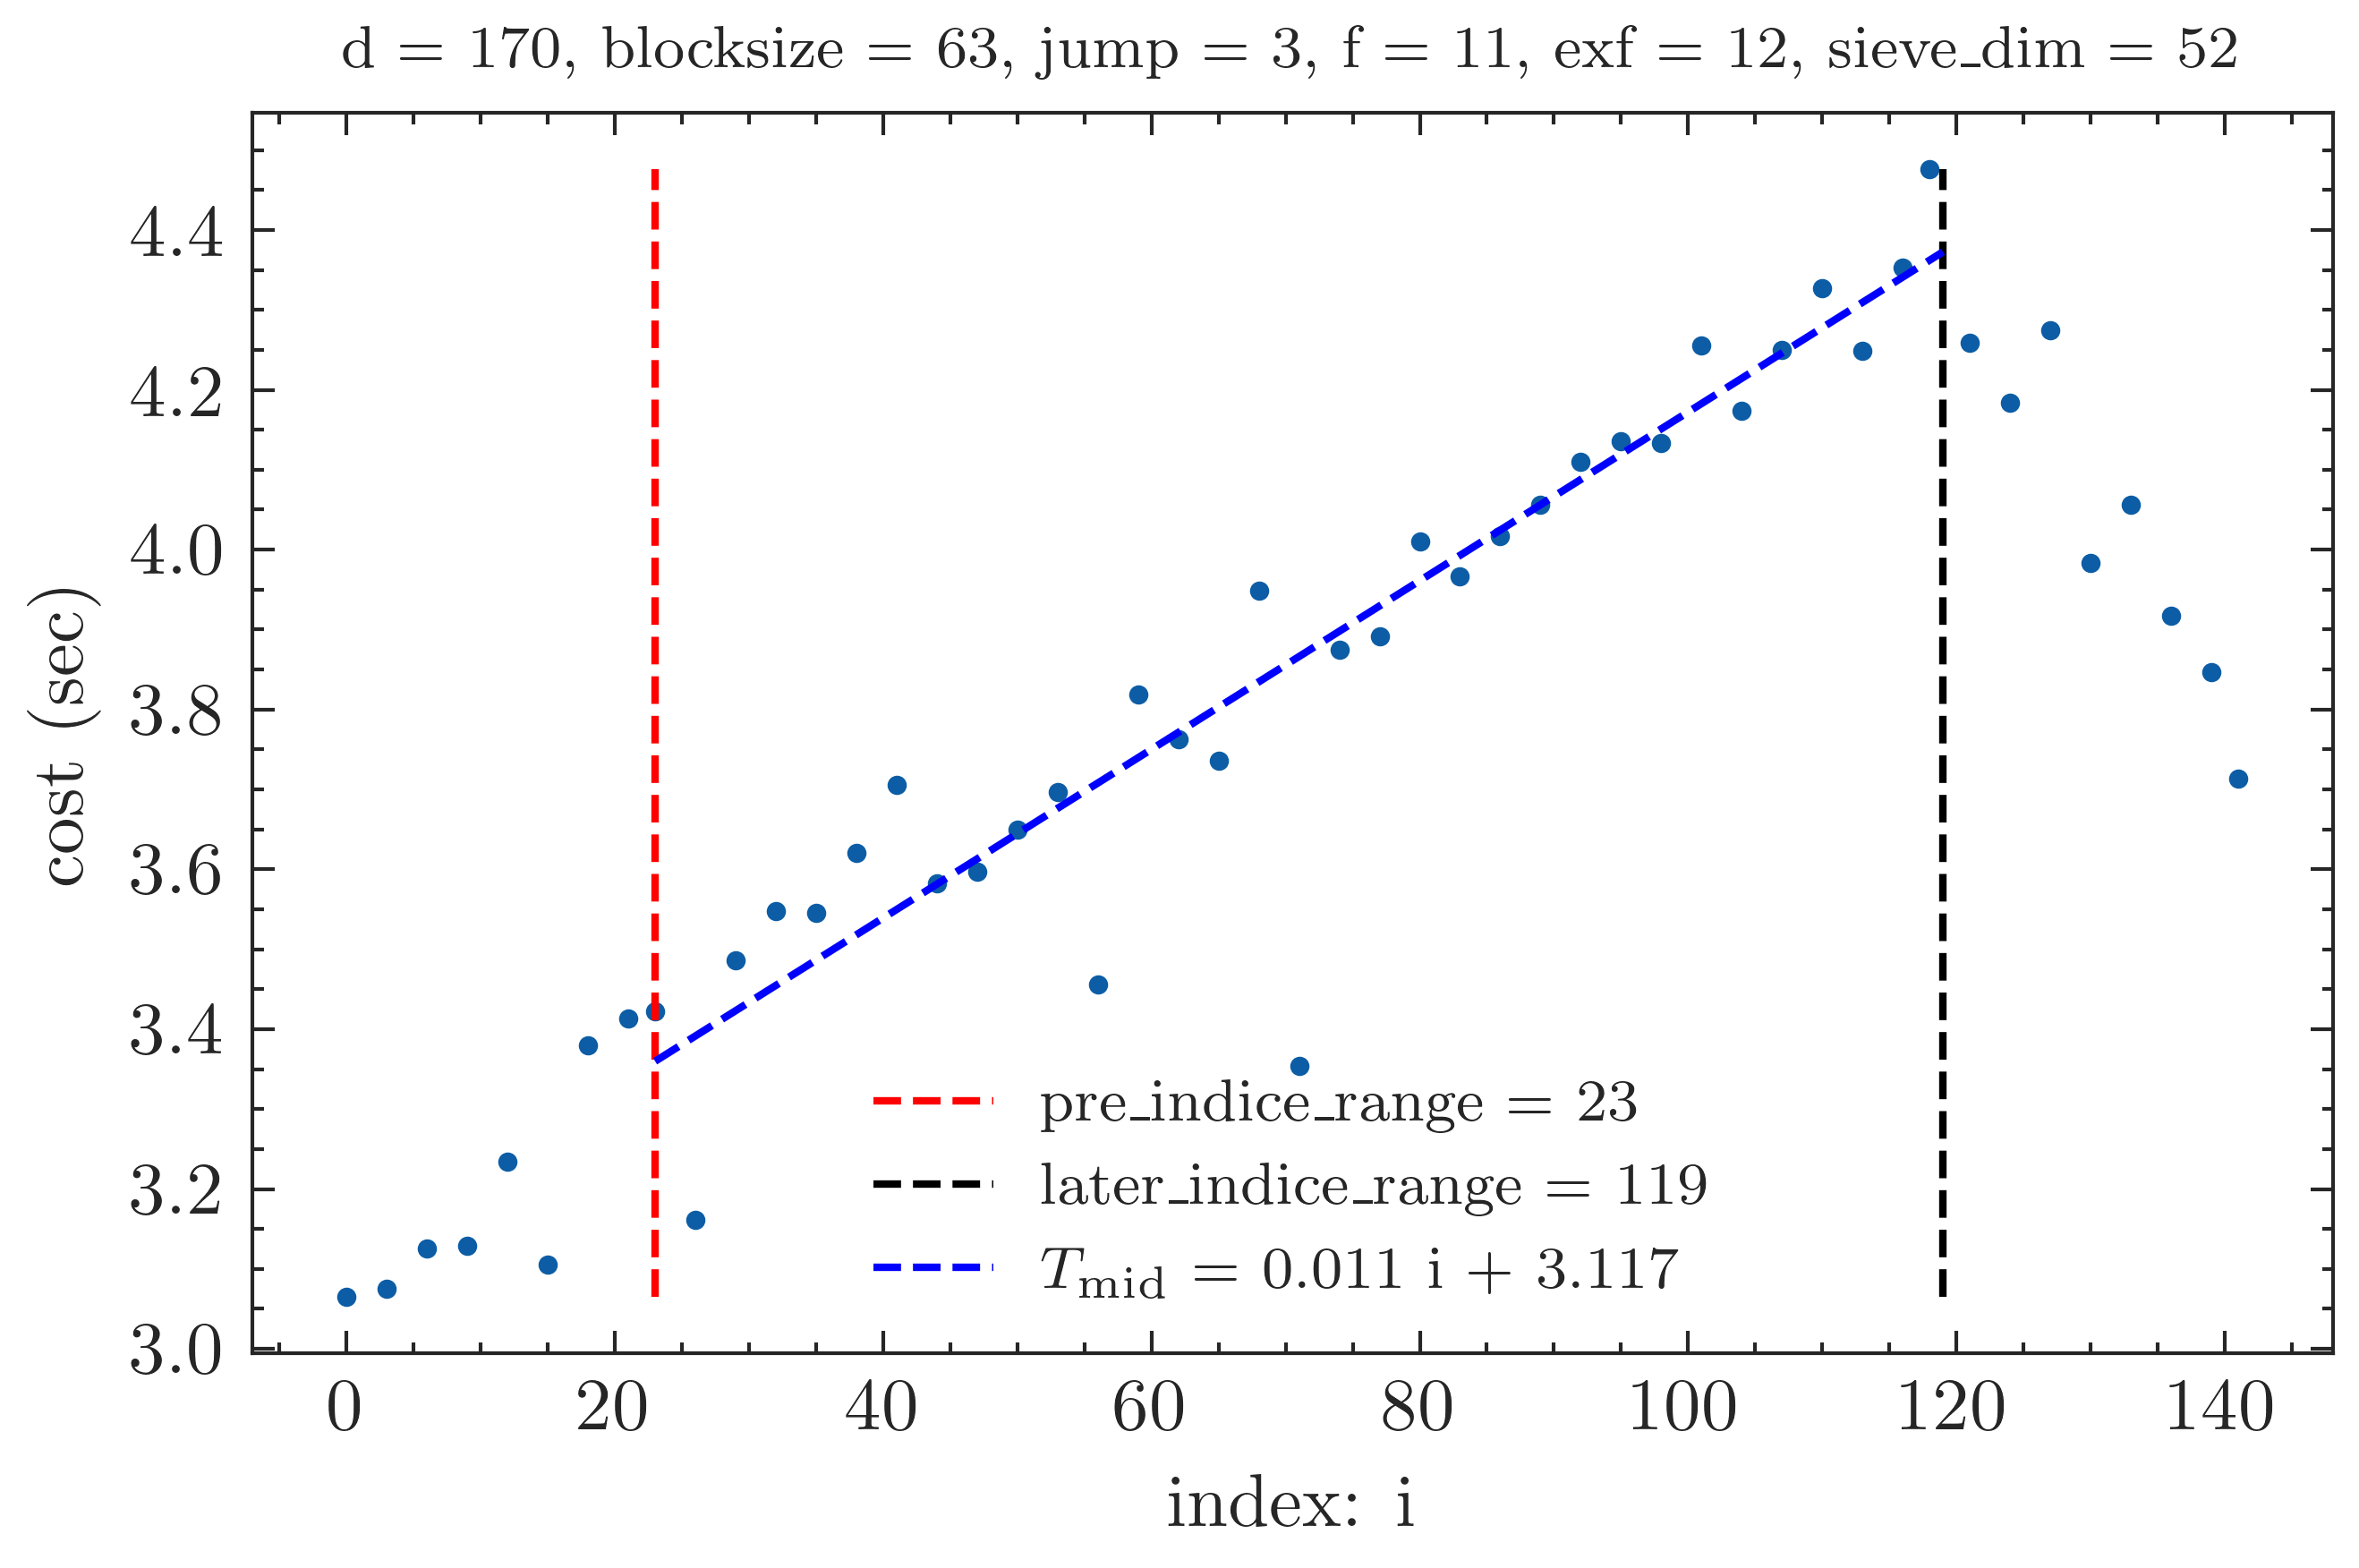 d = 170, blocksize = 63, jump = 3, f = 11, exf = 12, sieve_dim = 52
4.4
4.2
4.0
3.8
3.6
3.4
3.2
3.0
cost (sec)
pre_indice_range = 23
later_indice_range = 119
T_mid = 0.011 i + 3.117
0 20 40 60 80 100 120 140
index: i